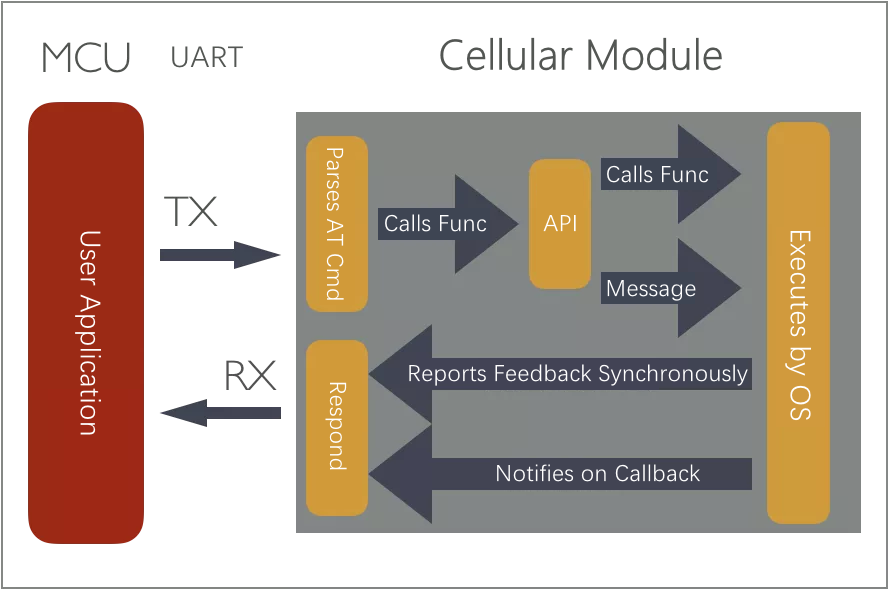 MCU
UART
Cellular Module
User Application
TX
RX
Parses AT Cmd
Calls Func
API
Calls Func
Message
Executes by OS
Reports Feedback Synchronously
Respond
Notifies on Callback